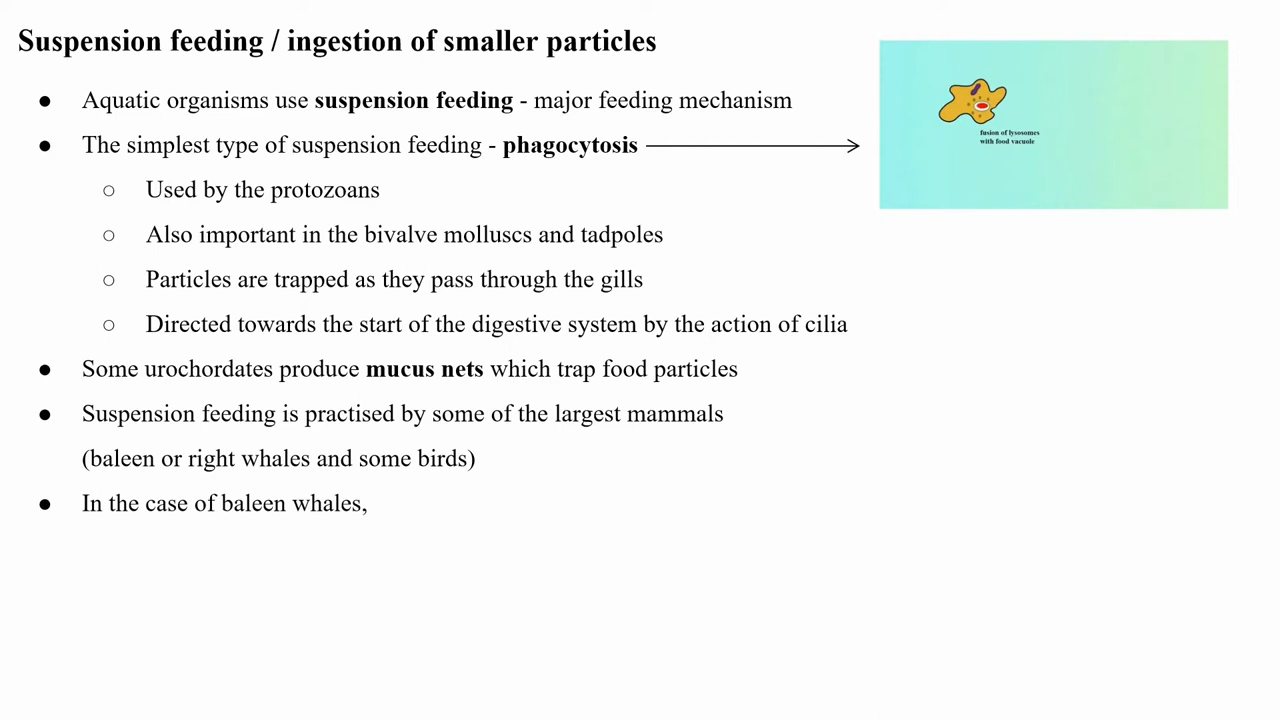 Suspension feeding / ingestion of smaller particles
● Aquatic organisms use suspension feeding - major feeding mechanism
● The simplest type of suspension feeding - phagocytosis
fusion of lysosomes
with food vacuole
○ Used by the protozoans
○ Also important in the bivalve molluscs and tadpoles
○ Particles are trapped as they pass through the gills
○ Directed towards the start of the digestive system by the action of cilia
● Some urochordates produce mucus nets which trap food particles
● Suspension feeding is practised by some of the largest mammals
(baleen or right whales and some birds)
● In the case of baleen whales,